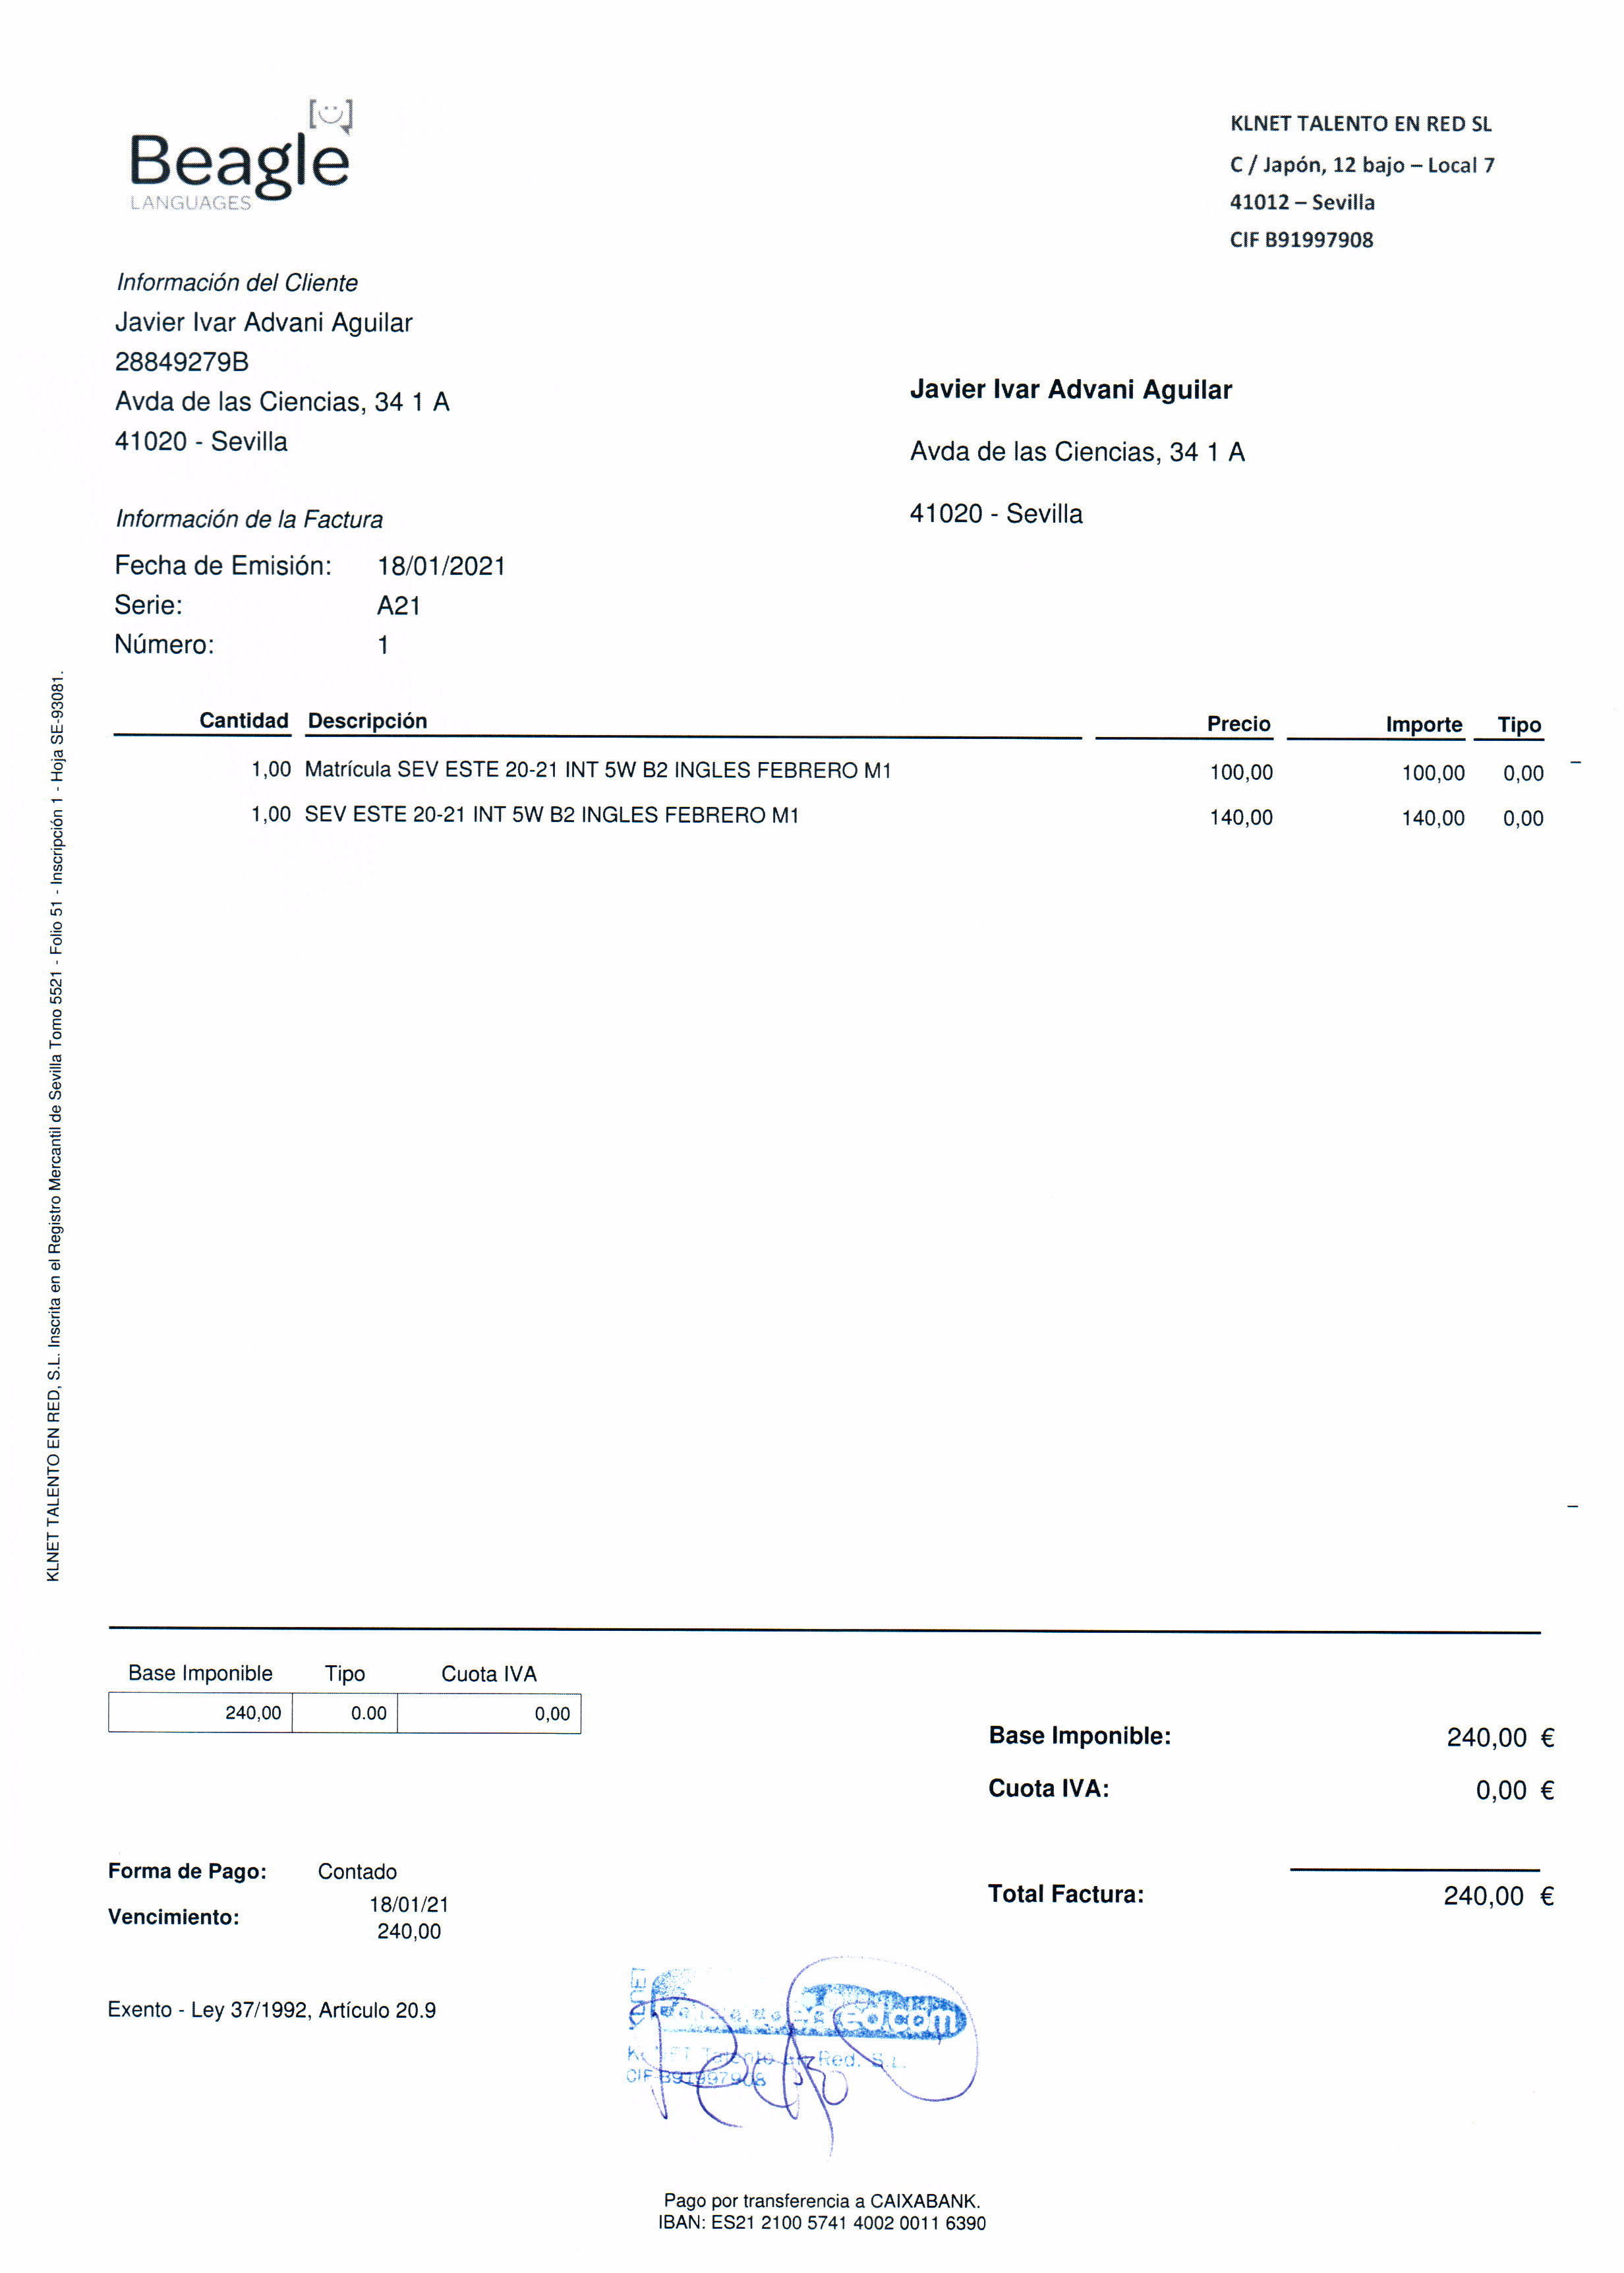 Beagle
LANGUAGES
KLNET TALENTO EN RED SL
C / Japón, 12 bajo – Local 7
41012 – Sevilla
CIF B91997908
Información del Cliente
Javier Ivar Advani Aguilar
28849279B
Avda de las Ciencias, 34 1 A
41020 - Sevilla
Javier Ivar Advani Aguilar
Avda de las Ciencias, 34 1 A
41020 - Sevilla
Información de la Factura
Fecha de Emisión: 18/01/2021
Serie: A21
Número: 1
Cantidad Descripción Precio Importe Tipo
1,00 Matrícula SEV ESTE 20-21 INT 5W B2 INGLES FEBRERO M1 100,00 100,00 0,00
1,00 SEV ESTE 20-21 INT 5W B2 INGLES FEBRERO M1 140,00 140,00 0,00
KLNET TALENTO EN RED, S.L. Inscrita en el Registro Mercantil de Sevilla Tomo 5521 - Folio 51 - Inscripción 1 - Hoja SE-93081.
Base Imponible Tipo Cuota IVA
240,00 0.00 0,00
Base Imponible: 240,00 €
Cuota IVA: 0,00 €
Total Factura: 240,00 €
Forma de Pago: Contado
Vencimiento: 18/01/21
240,00
Exento - Ley 37/1992, Artículo 20.9
red.com
Talento en Red, S.L.
CIF B91997908
Pago por transferencia a CAIXABANK.
IBAN: ES21 2100 5741 4002 0011 6390